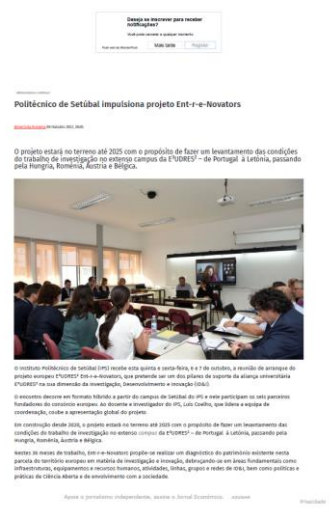 Deseja se inscrever para receber
notificações?
Você pode cancelar a qualquer momento.
Mais tarde
Registar
Politécnico de Setúbal impulsiona projeto Ent-r-e-Novators
O projeto estará no terreno até 2025 com o propósito de fazer um levantamento das condições
do trabalho de investigação no extenso campus da E³UDRES² – de Portugal à Letónia, passando
pela Hungria, Roménia, Áustria e Bélgica.
O Instituto Politécnico de Setúbal (IPS) recebe esta quinta e sexta-feira, 6 e 7 de outubro, a reunião de arranque do
projeto europeu E³UDRES² Ent-r-e-Novators, que pretende ser um dos pilares de suporte da aliança universitária
E³UDRES² na sua dimensão da Investigação, Desenvolvimento e Inovação (ID&I)
O encontro decorre em formato híbrido a partir do campus de Setúbal do IPS e nele participam os seis parceiros
fundadores do consórcio europeu. Ao docente e investigador do IPS, Luís Coelho, que lidera a equipa de
coordenação, coube a apresentação global do projeto.
Em construção desde 2020, o projeto estará no terreno até 2025 com o propósito de fazer um levantamento das
condições do trabalho de investigação no extenso campus da E³UDRES² – de Portugal à Letónia, passando pela
Hungria, Roménia, Áustria e Bélgica.
Nestes 36 meses de trabalho, Ent-r-e-Novators propõe-se realizar um diagnóstico do património existente nesta
parcela do território europeu em matéria de investigação e inovação, debruçando-se em áreas fundamentais como
infraestruturas, equipamentos e recursos humanos, atividades, linhas, grupos e redes de ID&I, bem como políticas e
práticas de Ciência Aberta e de envolvimento com a sociedade.
Apoie o jornalismo independente, assine o Jornal Económico.
Privacidade